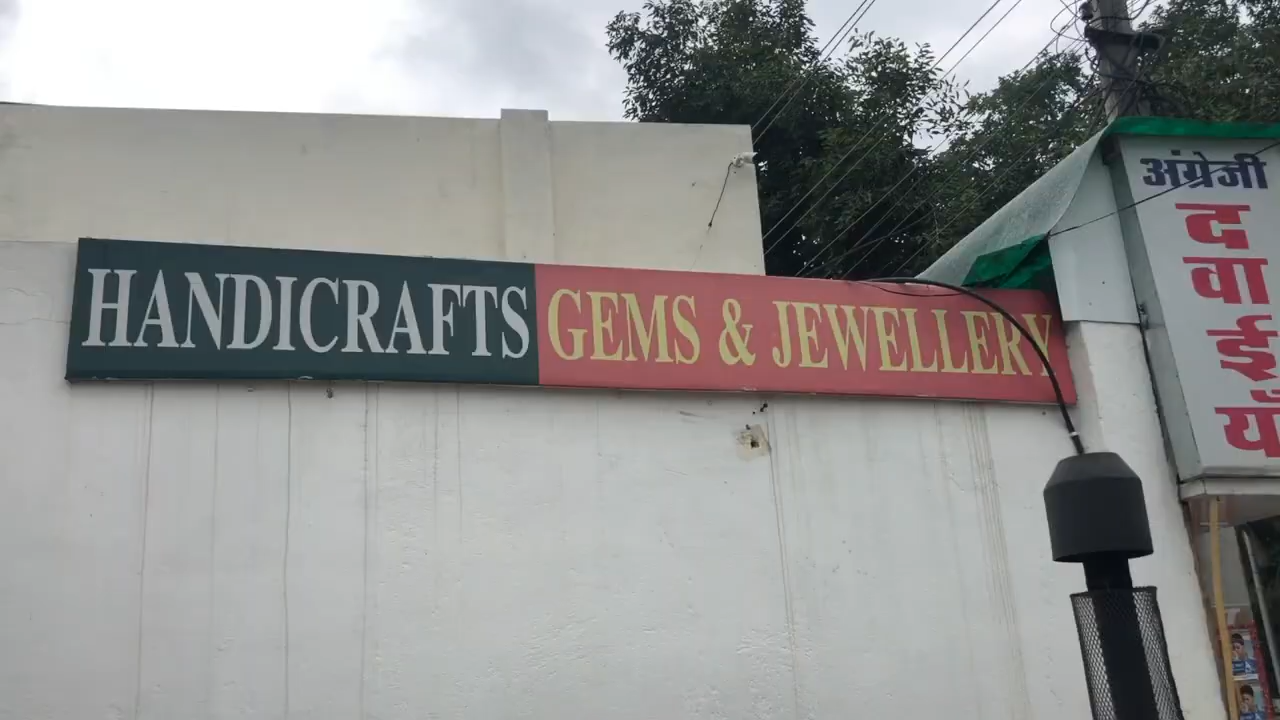 HANDICRAFTS GEMS & JEWELLERY
अंग्रेजी
द
वा
ई
याँ